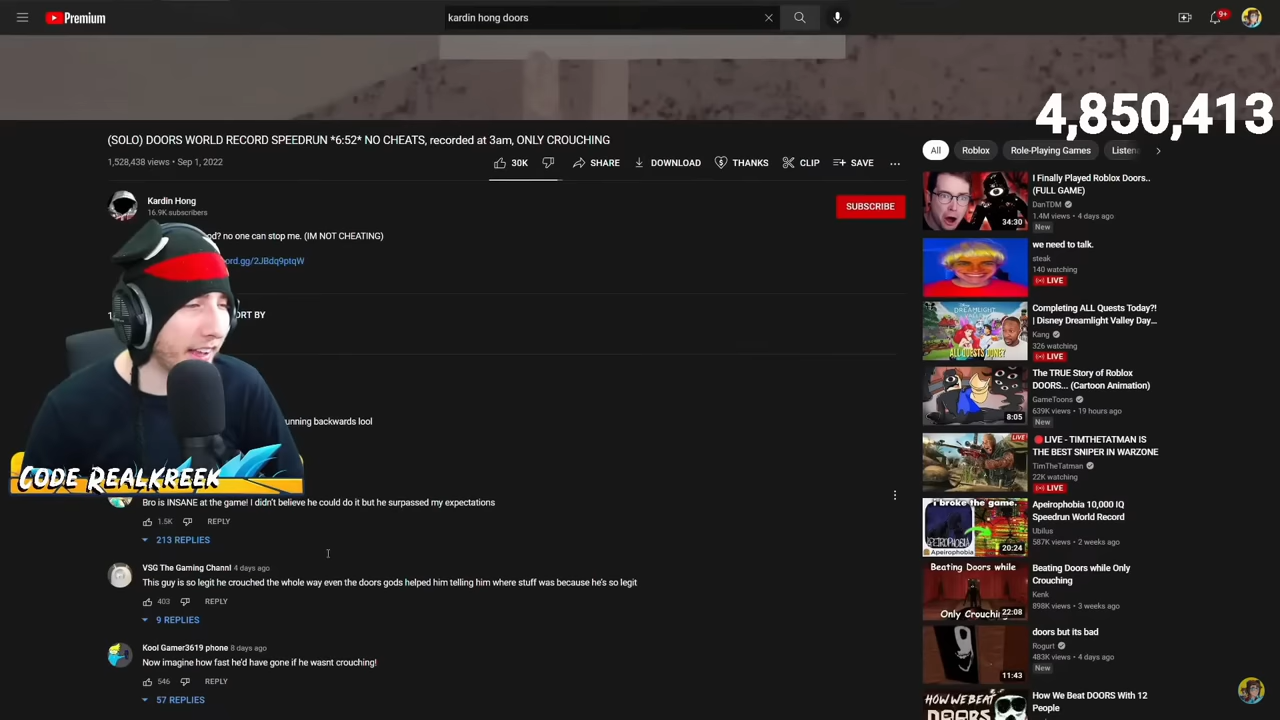 Premium
kardin hong doors
9+
4,850,413
(SOLO) DOORS WORLD RECORD SPEEDRUN *6:52* NO CHEATS, recorded at 3am, ONLY CROUCHING
1,528,438 views • Sep 1, 2022
30K
SHARE
DOWNLOAD
THANKS
CLIP
SAVE
Kardin Hong
16.9K subscribers
SUBSCRIBE
od? no one can stop me. (IM NOT CHEATING)
ord.gg/2JBdq9ptqW
ORT BY
unning backwards lool
CODE REALKREEK
Bro is INSANE at the game! I didn't believe he could do it but he surpassed my expectations
1.5K
REPLY
213 REPLIES
VSG The Gaming Channl 4 days ago
This guy is so legit he crouched the whole way even the doors gods helped him telling him where stuff was because he's so legit
403
REPLY
9 REPLIES
Kool Gamer3619 phone 8 days ago
Now imagine how fast he'd have gone if he wasnt crouching!
546
REPLY
57 REPLIES
All
Roblox
Role-Playing Games
Listen
34:30
I Finally Played Roblox Doors..
(FULL GAME)
DanTDM
1.4M views • 4 days ago
New
we need to talk.
steak
140 watching
LIVE
DREAMLIGHT VALLEY
ALL QUESTS DONE!
Completing ALL Quests Today?!
| Disney Dreamlight Valley Day...
Kang
326 watching
LIVE
8:05
The TRUE Story of Roblox
DOORS... (Cartoon Animation)
GameToons
639K views • 19 hours ago
New
LIVE
LIVE - TIMTHETATMAN IS
THE BEST SNIPER IN WARZONE
TimTheTatman
22K watching
LIVE
I broke the game.
APEIROPHOBIA
Apeirophobia
20:24
Apeirophobia 10,000 IQ
Speedrun World Record
Ubilus
587K views • 2 weeks ago
Beating Doors while
Only Crouching
22:08
Beating Doors while Only
Crouching
Kenk
898K views • 3 weeks ago
11:43
doors but its bad
Rogurt
483K views • 4 days ago
New
HOW WE BEAT
DOORS
How We Beat DOORS With 12
People